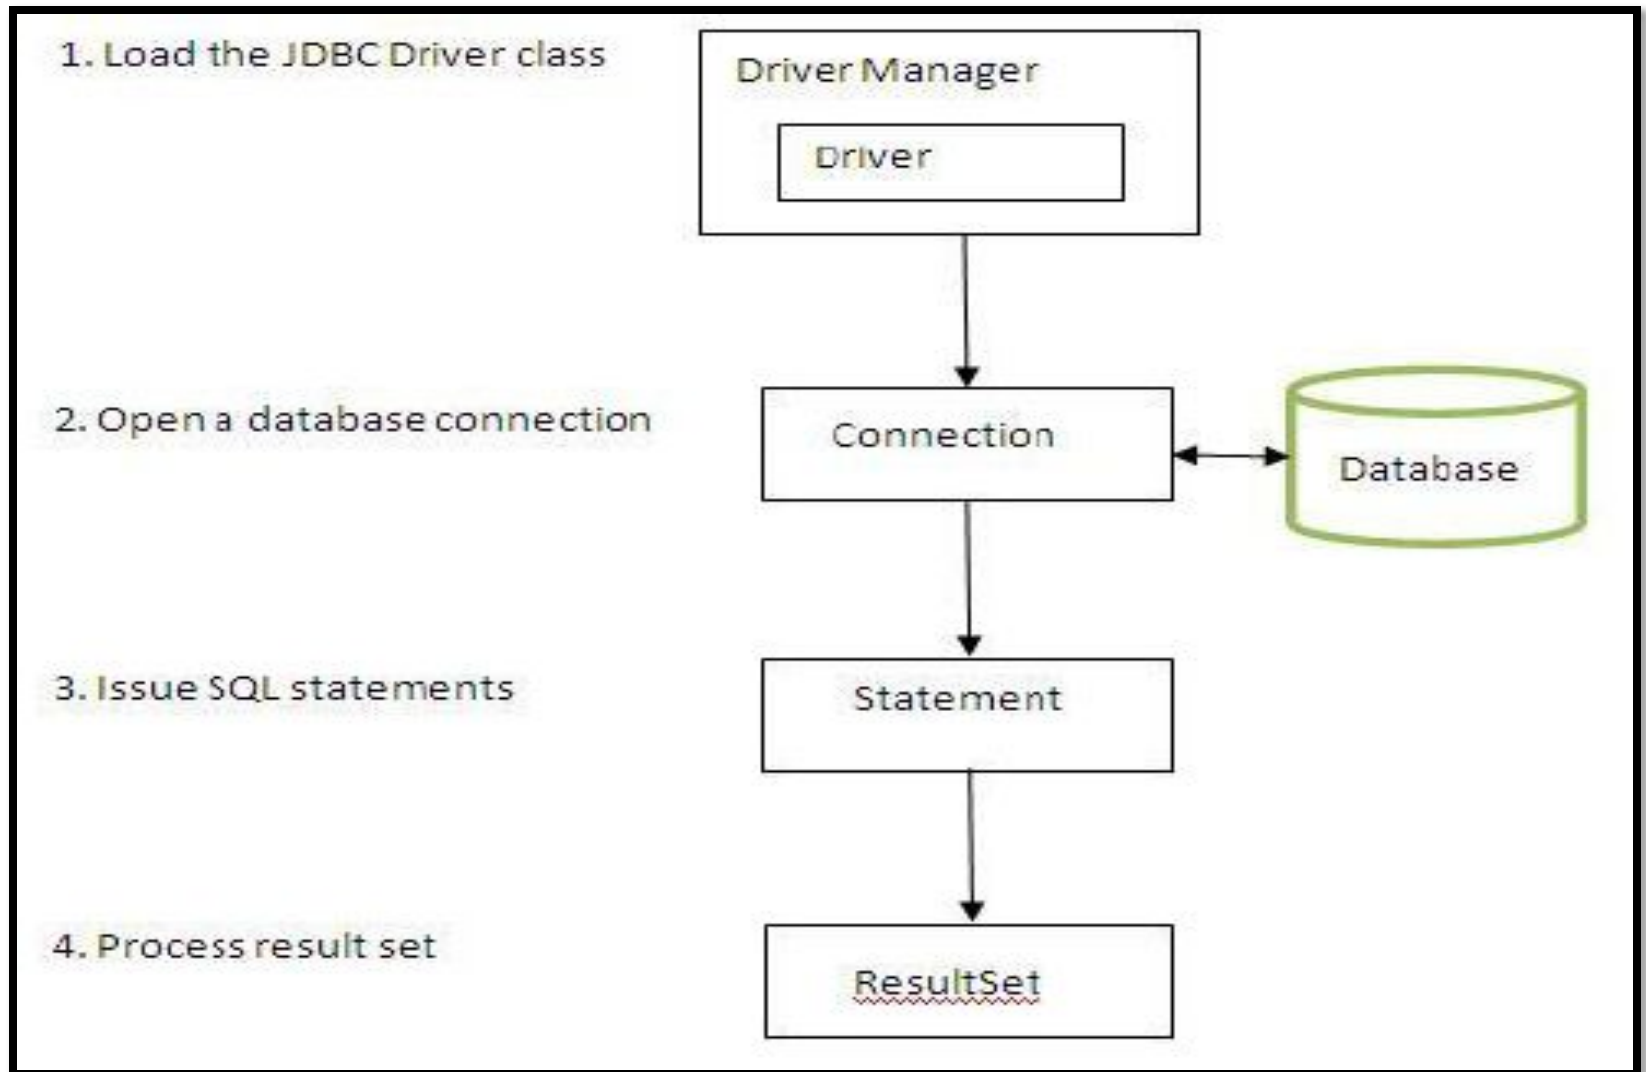 1. Load the JDBC Driver class
Driver Manager
Driver
2. Open a database connection
Connection
Database
3. Issue SQL statements
Statement
4. Process result set
ResultSet